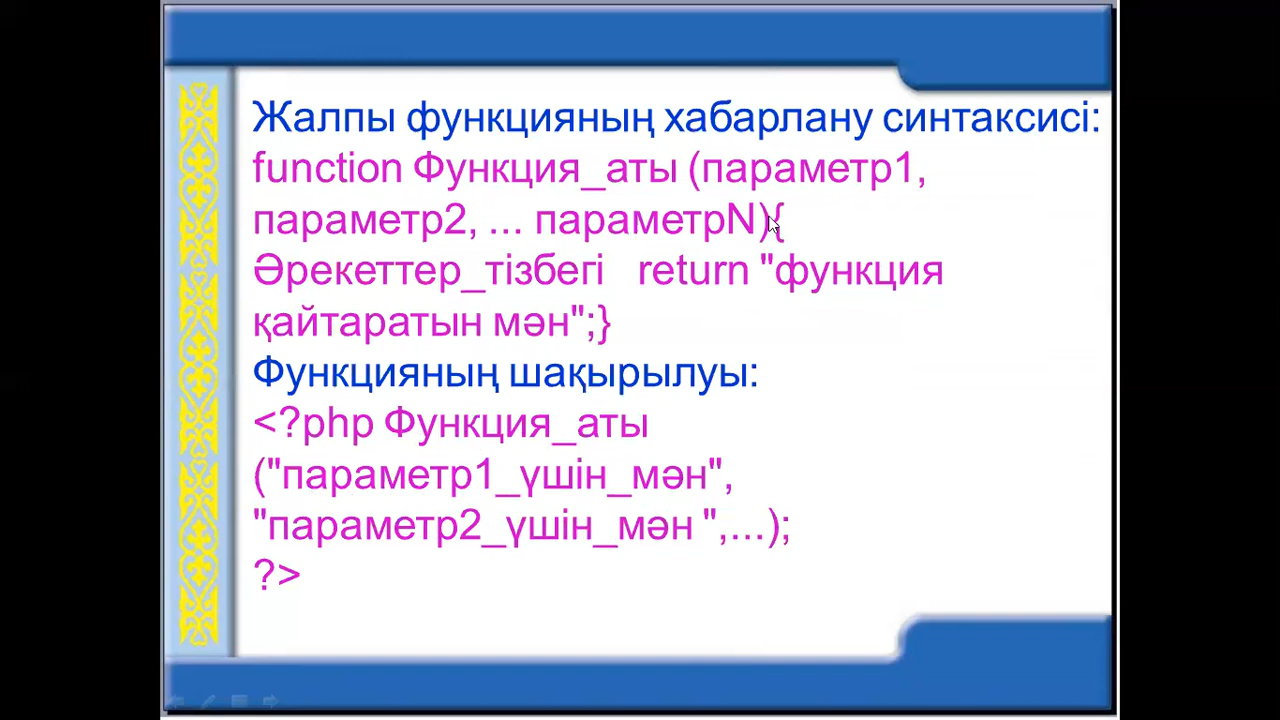 Жалпы функцияның хабарлану синтаксисі:
function Функция_аты (параметр1,
параметр2, ... параметрN){
Әрекеттер_тізбегі return "функция
қайтаратын мән";}
Функцияның шақырылуы:
<?php Функция_аты
("параметр1_үшін_мән",
"параметр2_үшін_мән ",...);
?>